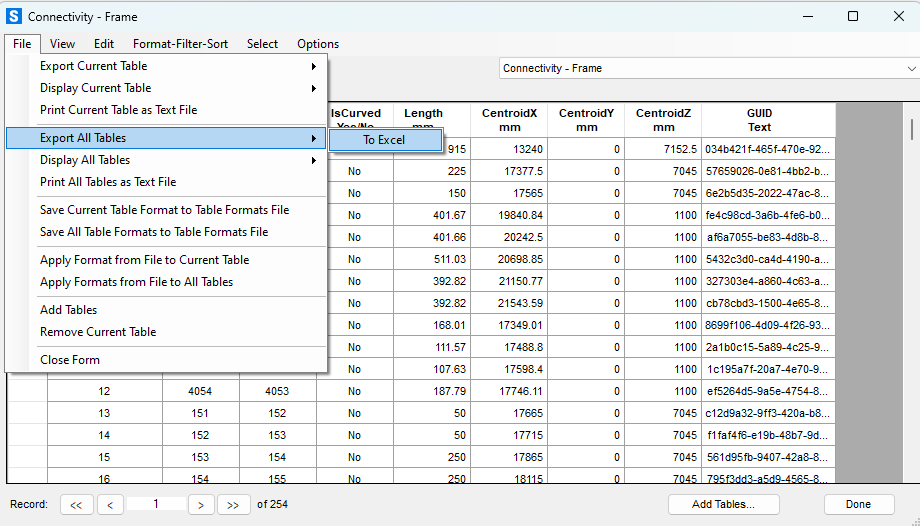 S Connectivity - Frame
File View Edit Format-Filter-Sort Select Options
Export Current Table
Display Current Table
Print Current Table as Text File
Export All Tables
To Excel
Display All Tables
Print All Tables as Text File
Save Current Table Format to Table Formats File
Save All Table Formats to Table Formats File
Apply Format from File to Current Table
Apply Formats from File to All Tables
Add Tables
Remove Current Table
Close Form
Connectivity - Frame
IsCurved Length CentroidX CentroidY CentroidZ GUID
Yes/No mm mm mm mm Text
915 13240 0 7152.5 034b421f-465f-470e-92...
No 225 17377.5 0 7045 57659026-0e81-4bb2-b...
No 150 17565 0 7045 6e2b5d35-2022-47ac-8...
No 401.67 19840.84 0 1100 fe4c98cd-3a6b-4fe6-b0...
No 401.66 20242.5 0 1100 af6a7055-be83-4d8b-8...
No 511.03 20698.85 0 1100 5432c3d0-ca4d-4190-a...
No 392.82 21150.77 0 1100 327303e4-a860-4c63-a...
No 392.82 21543.59 0 1100 cb78cbd3-1500-4e65-8...
No 168.01 17349.01 0 1100 8699f106-4d09-4f26-93...
No 111.57 17488.8 0 1100 2a1b0c15-5a89-4c25-9...
No 107.63 17598.4 0 1100 1c195a7f-20a7-4e70-9...
12 4054 4053 No 187.79 17746.11 0 1100 ef5264d5-9a5e-4754-8...
13 151 152 No 50 17665 0 7045 c12d9a32-9ff3-420a-b8...
14 152 153 No 50 17715 0 7045 f1faf4f6-e19b-48b7-9d...
15 153 154 No 250 17865 0 7045 561d95fb-9407-42a8-8...
16 154 155 No 250 18115 0 7045 795f3dd3-a5d9-4565-8...
Record: << < 1 > >> of 254 Add Tables... Done